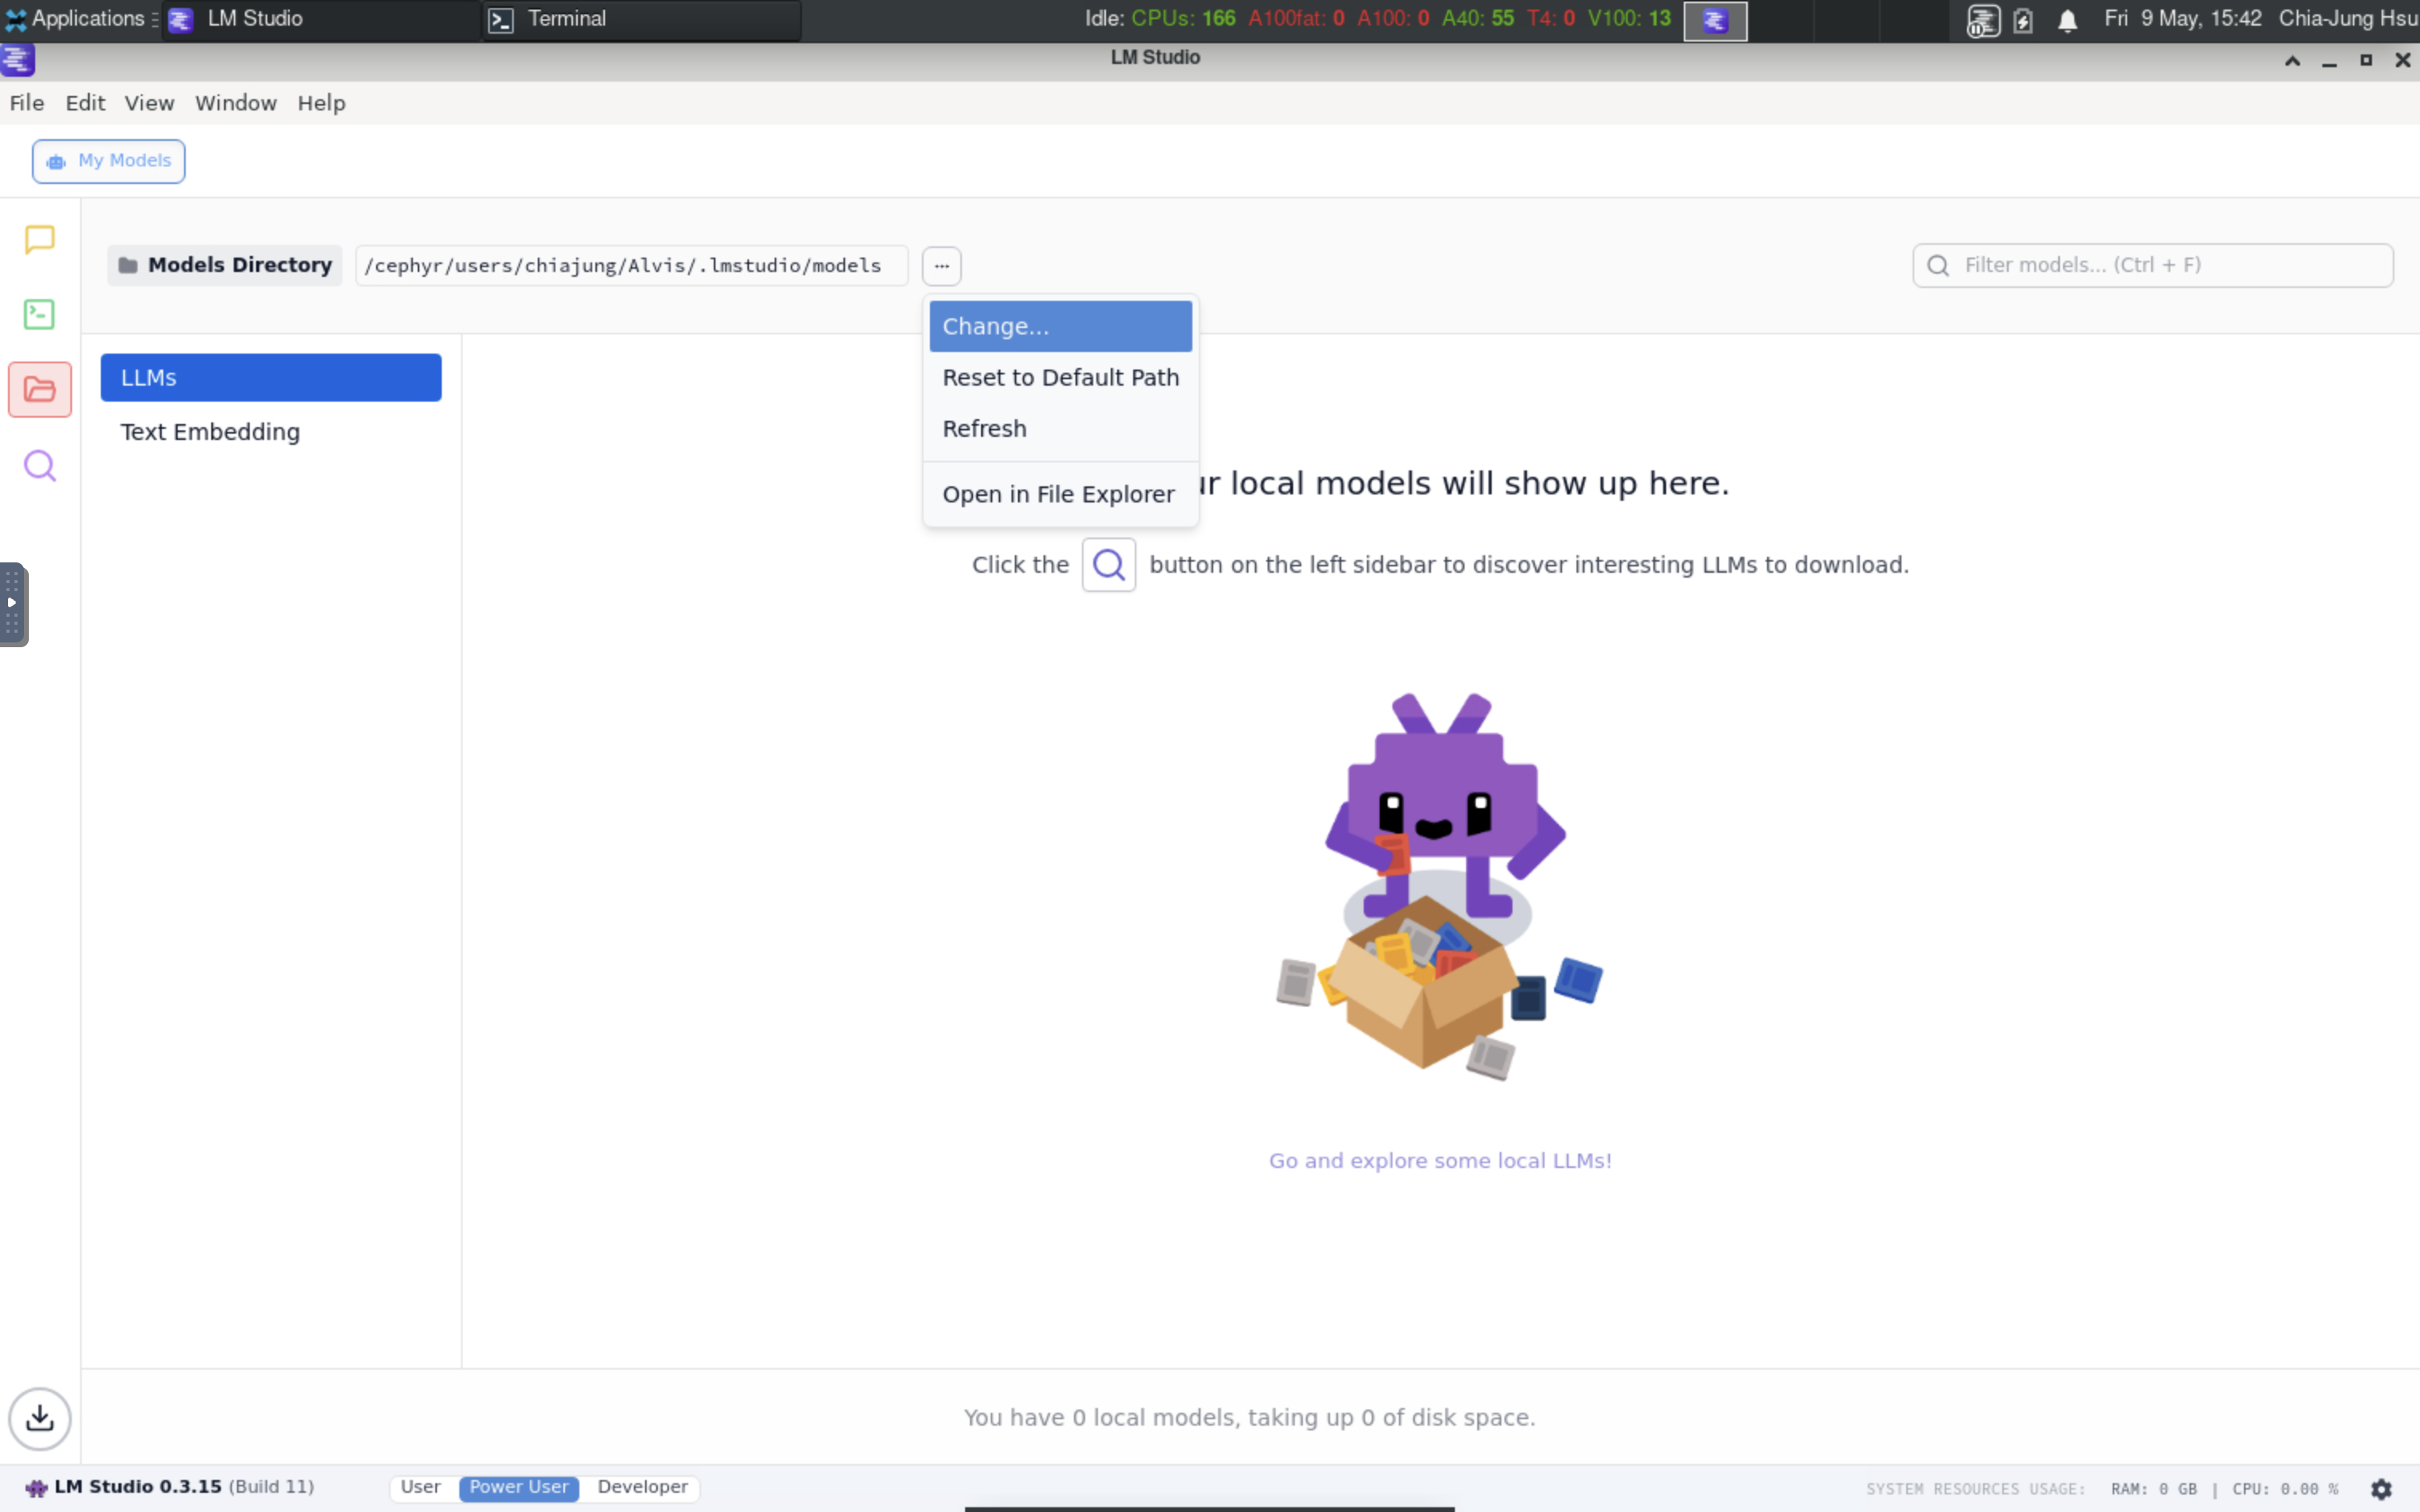 Applications LM Studio Terminal Idle: CPUs: 166 A100fat: 0 A100: 0 A40: 55 T4: 0 V100: 13 Fri 9 May, 15:42 Chia-Jung Hsu
LM Studio
File Edit View Window Help
My Models
Models Directory /cephyr/users/chiajung/Alvis/.lmstudio/models ... Filter models... (Ctrl + F)
Change...
LLMs
Reset to Default Path
Text Embedding
Refresh
ur local models will show up here.
Open in File Explorer
Click the button on the left sidebar to discover interesting LLMs to download.
Go and explore some local LLMs!
You have 0 local models, taking up 0 of disk space.
LM Studio 0.3.15 (Build 11) User Power User Developer SYSTEM RESOURCES USAGE: RAM: 0 GB | CPU: 0.00 %